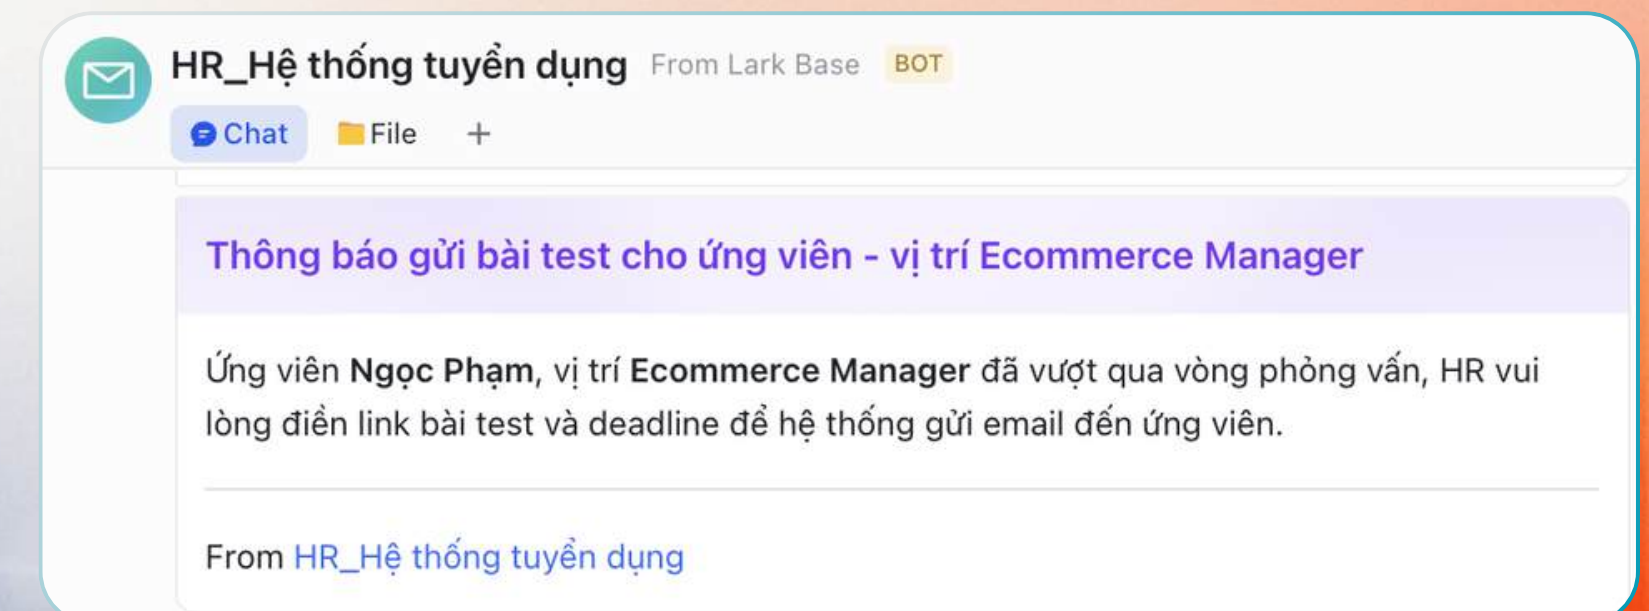 HR_Hệ thống tuyển dụng From Lark Base BOT
Chat File +
Thông báo gửi bài test cho ứng viên - vị trí Ecommerce Manager
Ứng viên Ngọc Phạm, vị trí Ecommerce Manager đã vượt qua vòng phỏng vấn, HR vui
lòng điền link bài test và deadline để hệ thống gửi email đến ứng viên.
From HR_Hệ thống tuyển dụng